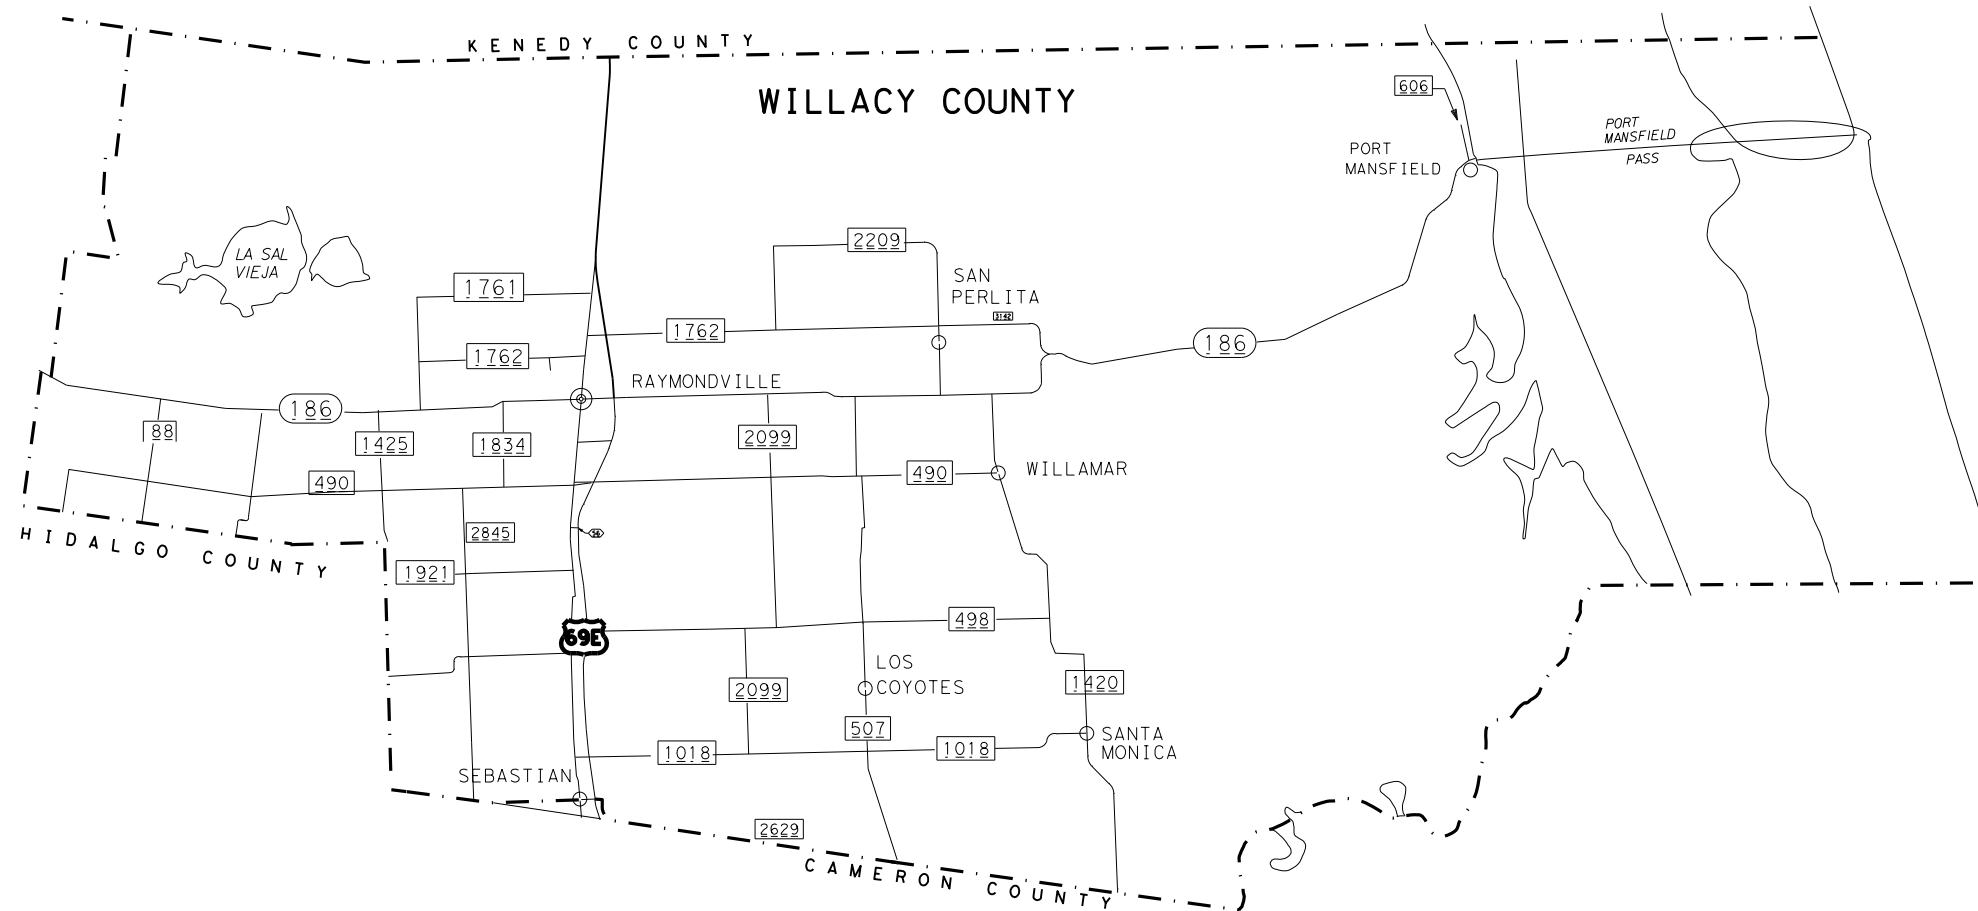 KENEDY COUNTY
WILLACY COUNTY
606
PORT
MANSFIELD
PORT
MANSFIELD
PASS
LA SAL
VIEJA
2209
1761
SAN
PERLITA
3142
1762
1762
186
RAYMONDVILLE
186
88
1425
1834
2099
490
490
WILLAMAR
2845
HIDALGO COUNTY
1921
69E
498
LOS
COYOTES
2099
1420
507
1018
1018
SANTA
MONICA
SEBASTIAN
2629
CAMERON COUNTY